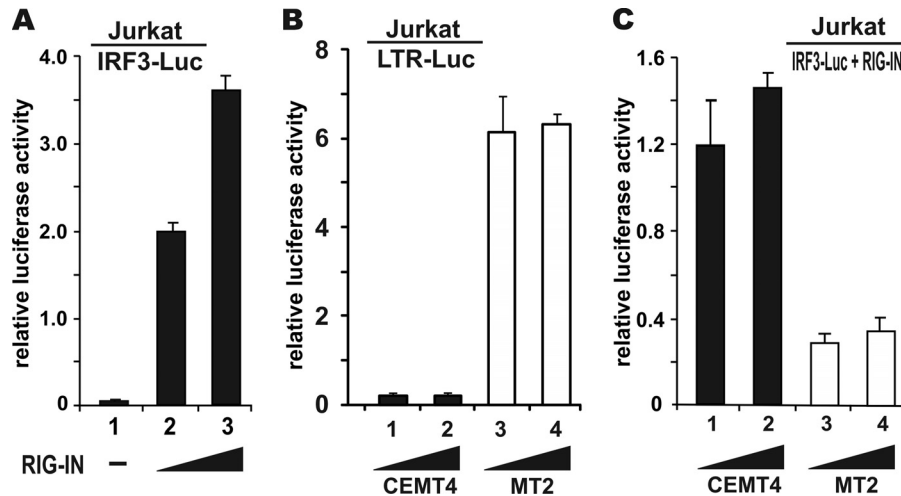 A
Jurkat
IRF3-Luc
relative luciferase activity
4.0
3.0
2.0
1.0
0
1 2 3
RIG-IN –
B
Jurkat
LTR-Luc
relative luciferase activity
8
6
4
2
0
1 2 3 4
CEMT4 MT2
C
Jurkat
IRF3-Luc + RIG-IN
relative luciferase activity
1.6
1.2
0.8
0.4
0
1 2 3 4
CEMT4 MT2